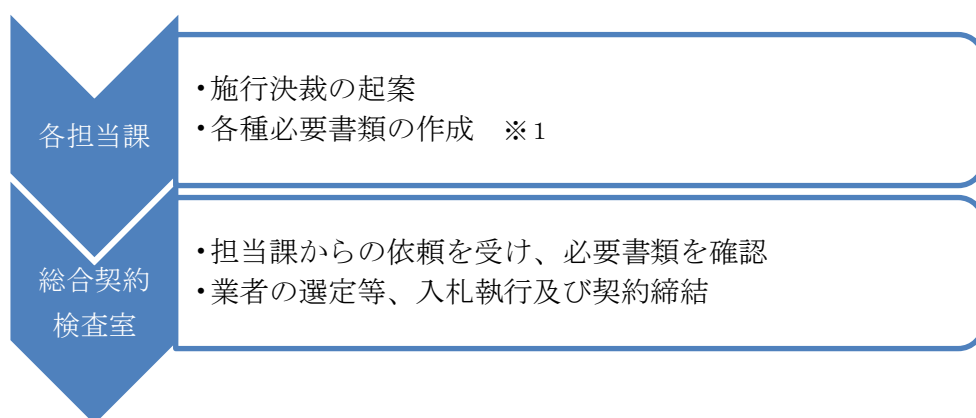 各担当課
・施行決裁の起案
・各種必要書類の作成　※1
総合契約
検査室
・担当課からの依頼を受け、必要書類を確認
・業者の選定等、入札執行及び契約締結